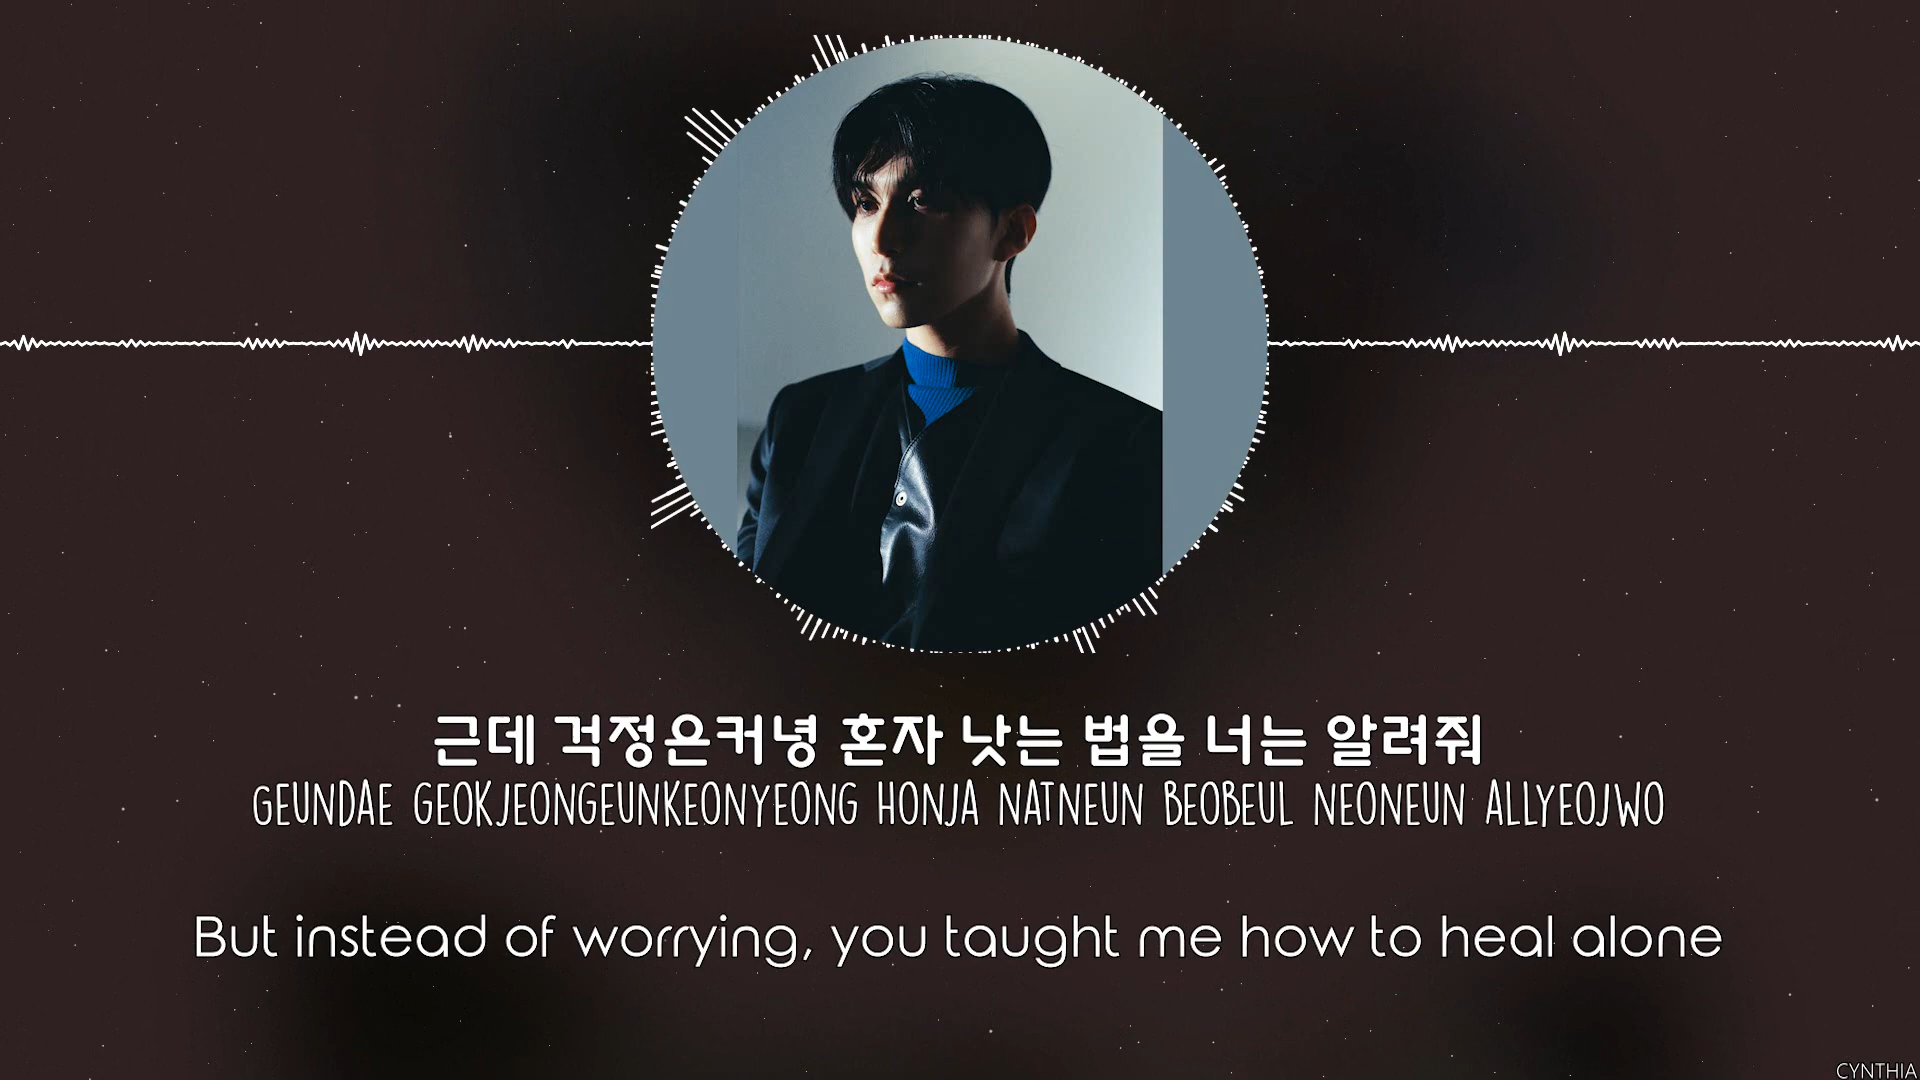 근데 걱정은커녕 혼자 낫는 법을 너는 알려줘
GEUNDAE GEOKJEONGEUNKEONYEONG HONJA NATNEUN BEOBEUL NEONEUN ALLYEOJWO
But instead of worrying, you taught me how to heal alone
CYNTHIA